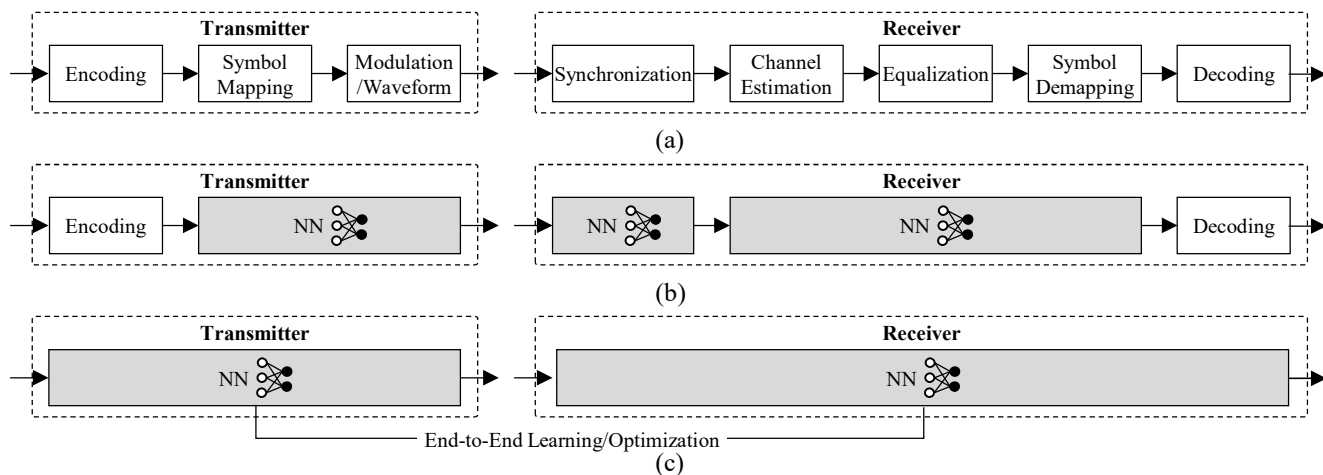 Transmitter
Receiver
Encoding
Symbol
Mapping
Modulation
/Waveform
Synchronization
Channel
Estimation
Equalization
Symbol
Demapping
Decoding
(a)
Transmitter
Receiver
Encoding
NN
NN
NN
Decoding
(b)
Transmitter
Receiver
NN
NN
End-to-End Learning/Optimization
(c)